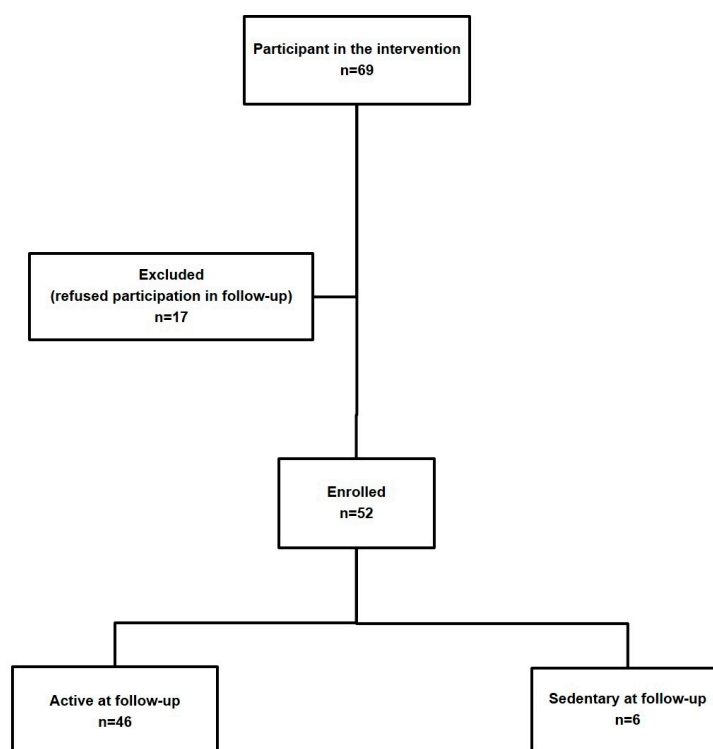 Participant in the intervention
n=69
Excluded
(refused participation in follow-up)
n=17
Enrolled
n=52
Active at follow-up
n=46
Sedentary at follow-up
n=6